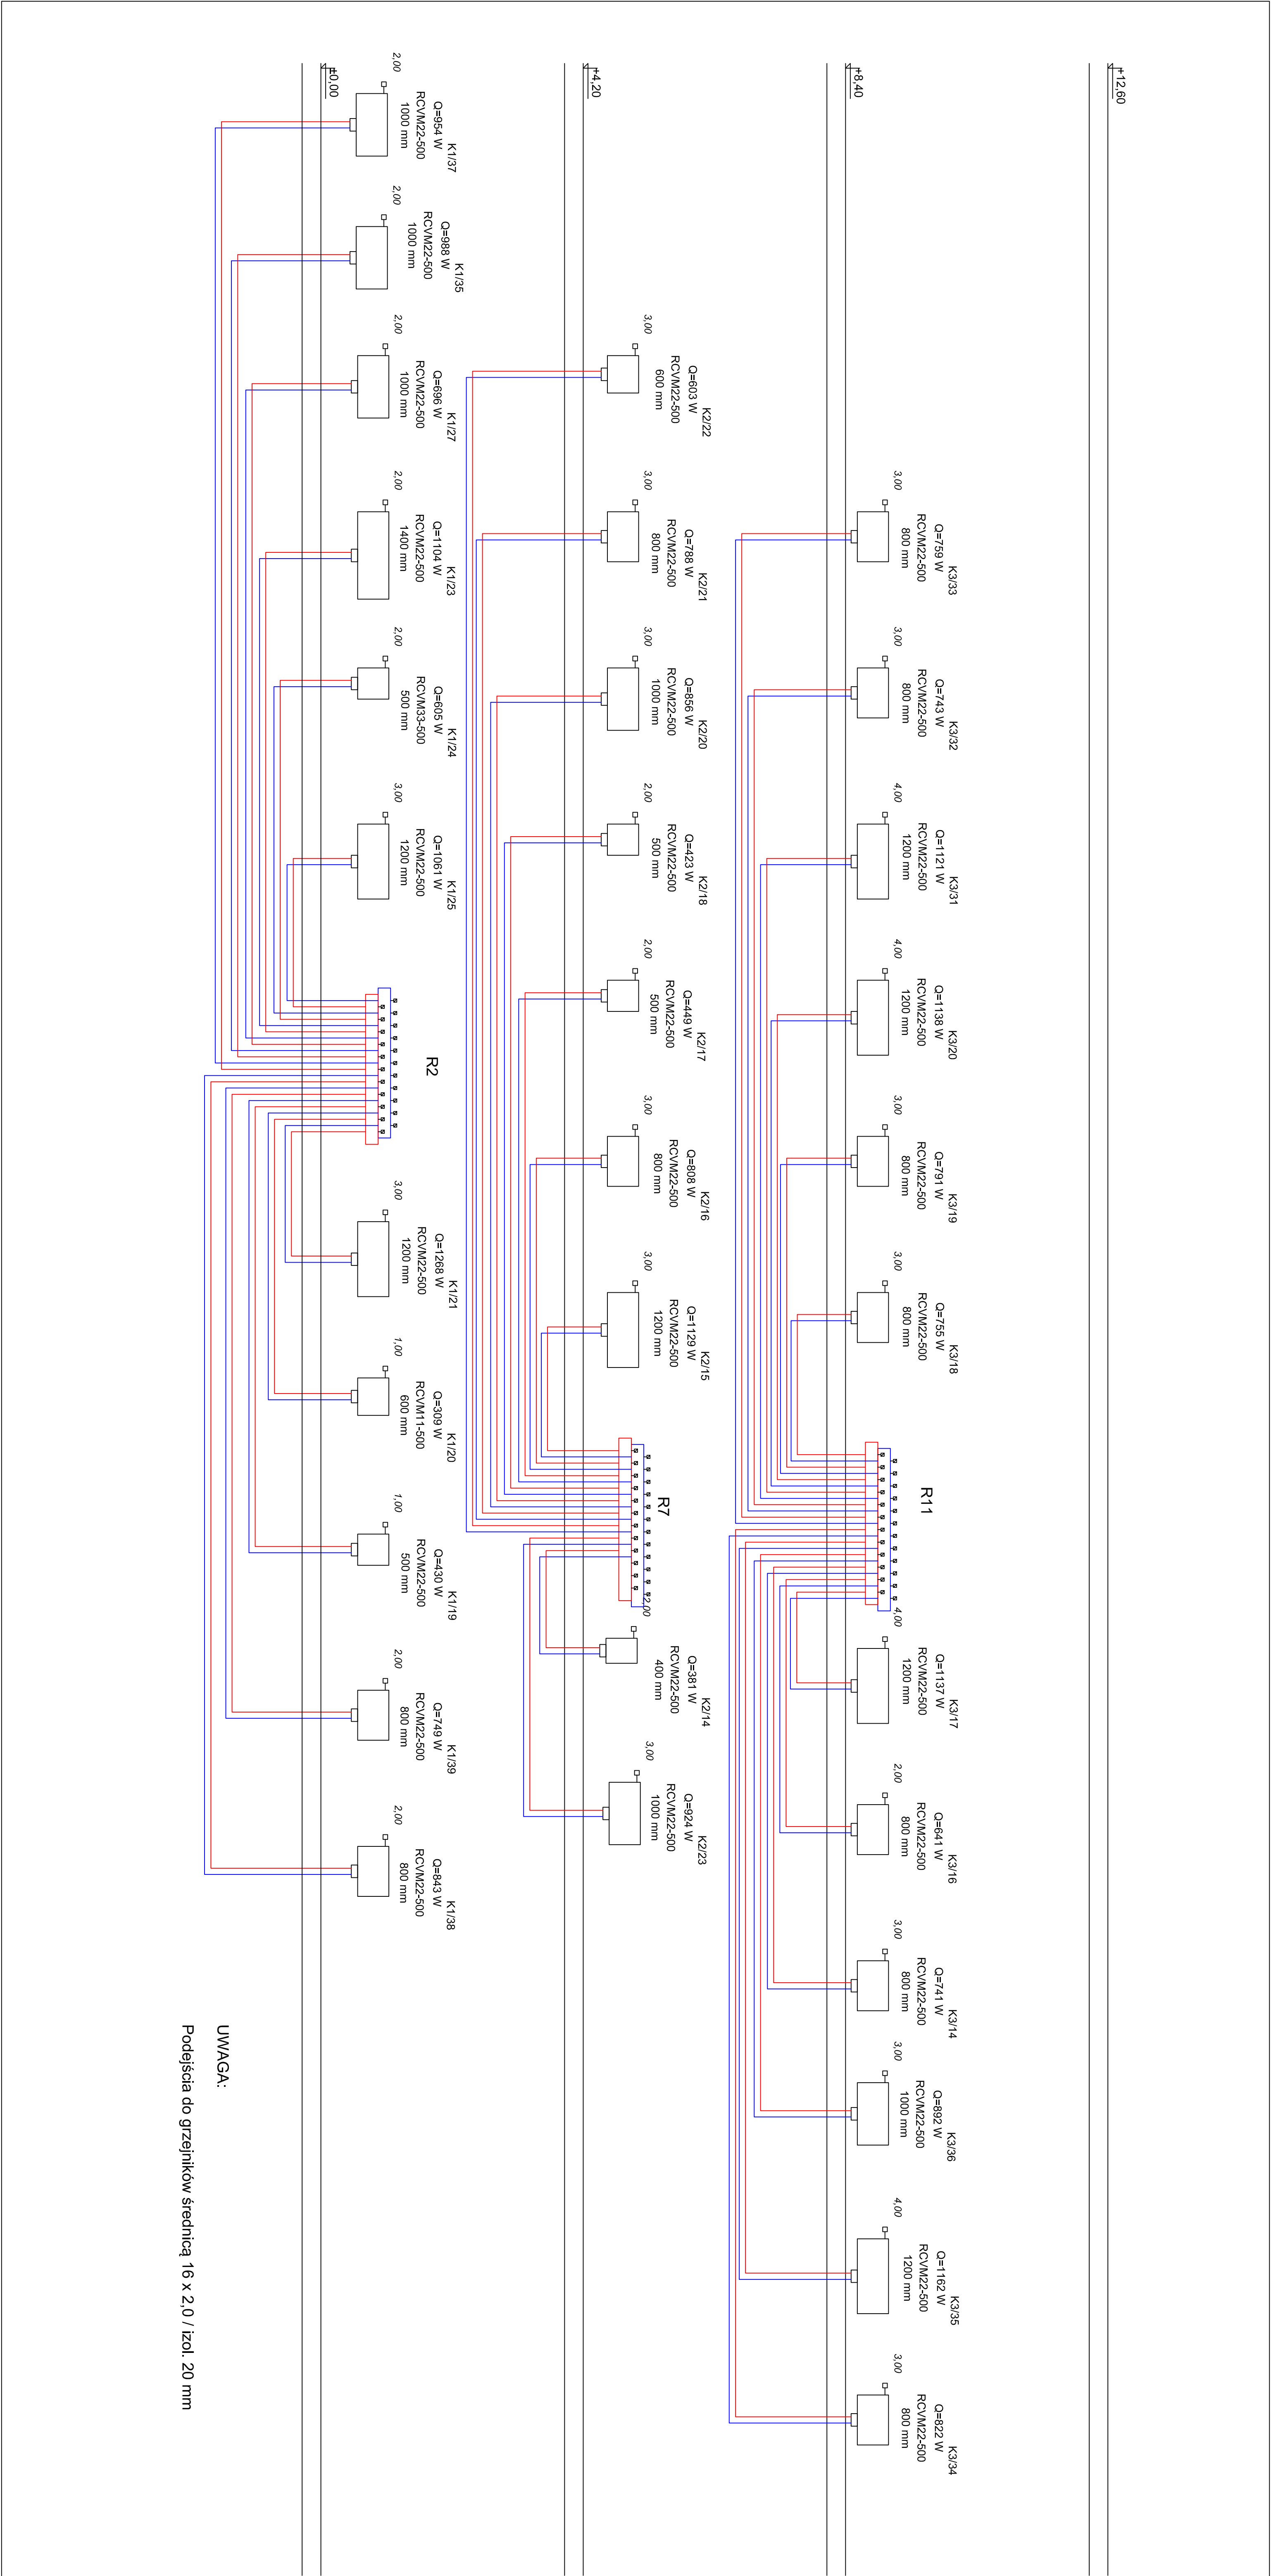 +12,60
+8,40
3,00
K3/33
Q=759 W
RCVM22-500
800 mm
3,00
K3/32
Q=743 W
RCVM22-500
800 mm
4,00
K3/31
Q=1121 W
RCVM22-500
1200 mm
4,00
K3/20
Q=1138 W
RCVM22-500
1200 mm
3,00
K3/19
Q=791 W
RCVM22-500
800 mm
3,00
K3/18
Q=755 W
RCVM22-500
800 mm
R11
4,00
K3/17
Q=1137 W
RCVM22-500
1200 mm
2,00
K3/16
Q=641 W
RCVM22-500
800 mm
3,00
K3/14
Q=741 W
RCVM22-500
800 mm
3,00
K3/36
Q=892 W
RCVM22-500
1000 mm
4,00
K3/35
Q=1162 W
RCVM22-500
1200 mm
3,00
K3/34
Q=822 W
RCVM22-500
800 mm
+4,20
3,00
K2/22
Q=603 W
RCVM22-500
600 mm
3,00
K2/21
Q=788 W
RCVM22-500
800 mm
3,00
K2/20
Q=856 W
RCVM22-500
1000 mm
2,00
K2/18
Q=423 W
RCVM22-500
500 mm
2,00
K2/17
Q=449 W
RCVM22-500
500 mm
3,00
K2/16
Q=808 W
RCVM22-500
800 mm
3,00
K2/15
Q=1129 W
RCVM22-500
1200 mm
R7
2,00
K2/14
Q=381 W
RCVM22-500
400 mm
3,00
K2/23
Q=924 W
RCVM22-500
1000 mm
±0,00
2,00
K1/37
Q=954 W
RCVM22-500
1000 mm
2,00
K1/35
Q=988 W
RCVM22-500
1000 mm
2,00
K1/27
Q=696 W
RCVM22-500
1000 mm
2,00
K1/23
Q=1104 W
RCVM22-500
1400 mm
2,00
K1/24
Q=605 W
RCVM33-500
500 mm
3,00
K1/25
Q=1061 W
RCVM22-500
1200 mm
R2
3,00
K1/21
Q=1268 W
RCVM22-500
1200 mm
1,00
K1/20
Q=309 W
RCVM11-500
600 mm
1,00
K1/19
Q=430 W
RCVM22-500
500 mm
2,00
K1/39
Q=749 W
RCVM22-500
800 mm
2,00
K1/38
Q=843 W
RCVM22-500
800 mm
UWAGA:
Podejścia do grzejników średnicą 16 x 2,0 / izol. 20 mm